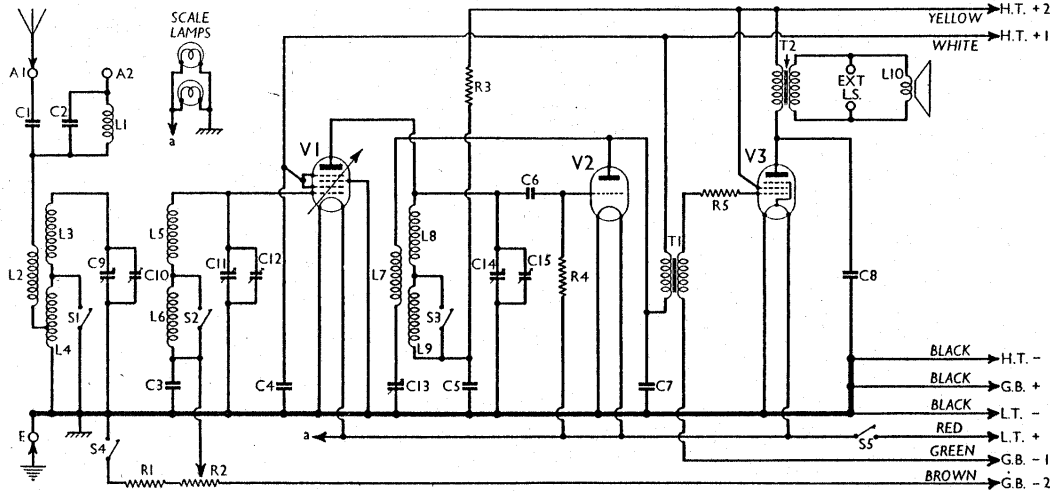 SCALE LAMPS
YELLOW H.T. +2
WHITE H.T. +1
A1
A2
C1
C2
L1
a
R3
T2
EXT L.S.
L10
V1
V2
V3
C6
R5
L3
L2
C9
C10
L5
C11
C12
L8
L7
C14
C15
R4
T1
C8
S1
L4
L6
S2
S3
L9
C3
C4
C13
C5
C7
BLACK H.T. -
BLACK G.B. +
BLACK L.T. -
E
a
S5
RED L.T. +
S4
GREEN G.B. -1
R1
R2
BROWN G.B. -2